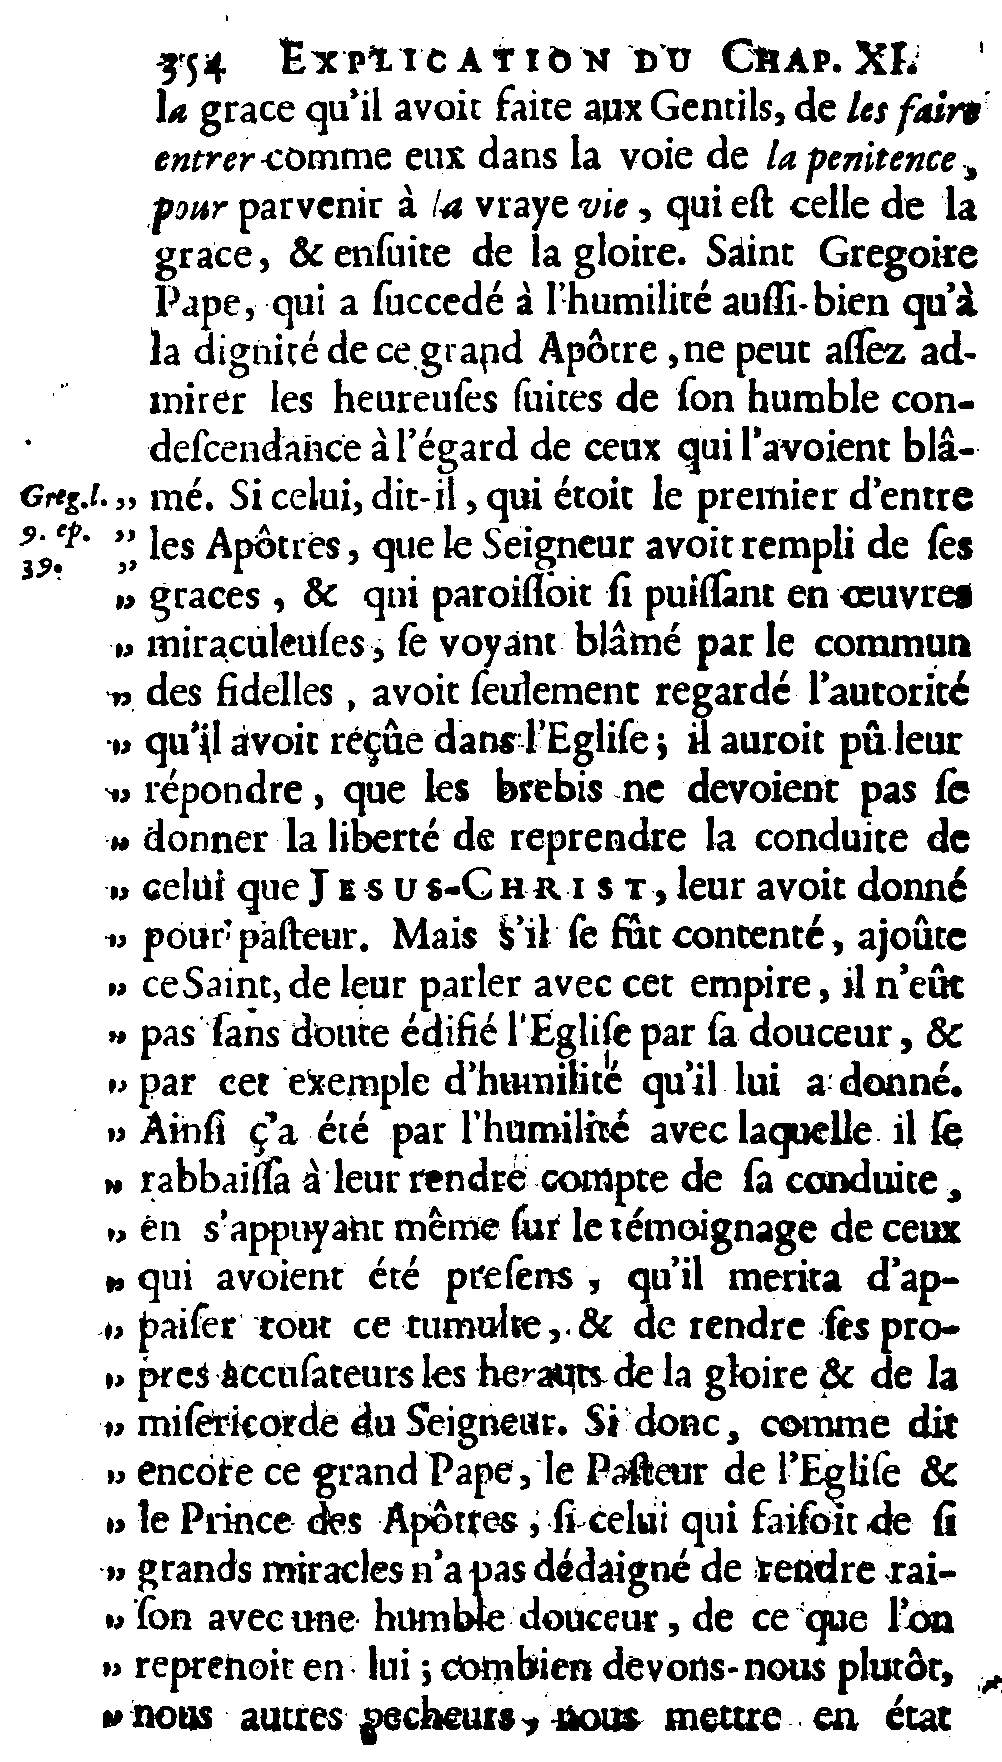 354 EXPLICATION DU CHAP. XI.
la grace qu'il avoit faite aux Gentils, de les faire
entrer comme eux dans la voie de la penitence,
pour parvenir à la vraye vie, qui eſt celle de la
grace, & enſuite de la gloire. Saint Gregoire
Pape, qui a ſuccedé à l'humilité auſſi-bien qu'à
la dignité de ce grand Apôtre, ne peut aſſez ad-
mirer les heureuſes ſuites de ſon humble con-
deſcendance à l'égard de ceux qui l'avoient blâ-
Greg. l. „ mé. Si celui, dit-il, qui étoit le premier d'entre
9. ep. „ les Apôtres, que le Seigneur avoit rempli de ſes
39. „
„ graces, & qui paroiſſoit ſi puiſſant en œuvres
„ miraculeuſes, ſe voyant blâmé par le commun
„ des fidelles, avoit ſeulement regardé l'autorité
„ qu'il avoit réçûe dans l'Egliſe; il auroit pû leur
„ répondre, que les brebis ne devoient pas ſe
„ donner la liberté de reprendre la conduite de
„ celui que JESUS-CHRIST, leur avoit donné
„ pour paſteur. Mais s'il ſe fût contenté, ajoûte
„ ce Saint, de leur parler avec cet empire, il n'eût
„ pas ſans doute édifié l'Egliſe par ſa douceur, &
„ par cet exemple d'humilité qu'il lui a donné.
„ Ainſi ç'a été par l'humilité avec laquelle il ſe
„ rabbaiſſa à leur rendre compte de ſa conduite,
„ en s'appuyant même ſur le témoignage de ceux
„ qui avoient été preſens, qu'il merita d'ap-
„ paiſer tout ce tumulte, & de rendre ſes pro-
„ pres accuſateurs les herauts de la gloire & de la
„ miſericorde du Seigneur. Si donc, comme dit
„ encore ce grand Pape, le Paſteur de l'Egliſe &
„ le Prince des Apôtres, ſi celui qui faiſoit de ſi
„ grands miracles n'a pas dédaigné de rendre rai-
„ ſon avec une humble douceur, de ce que l'on
„ reprenoit en lui; combien devons-nous plutôt,
„ nous autres pecheurs, nous mettre en état